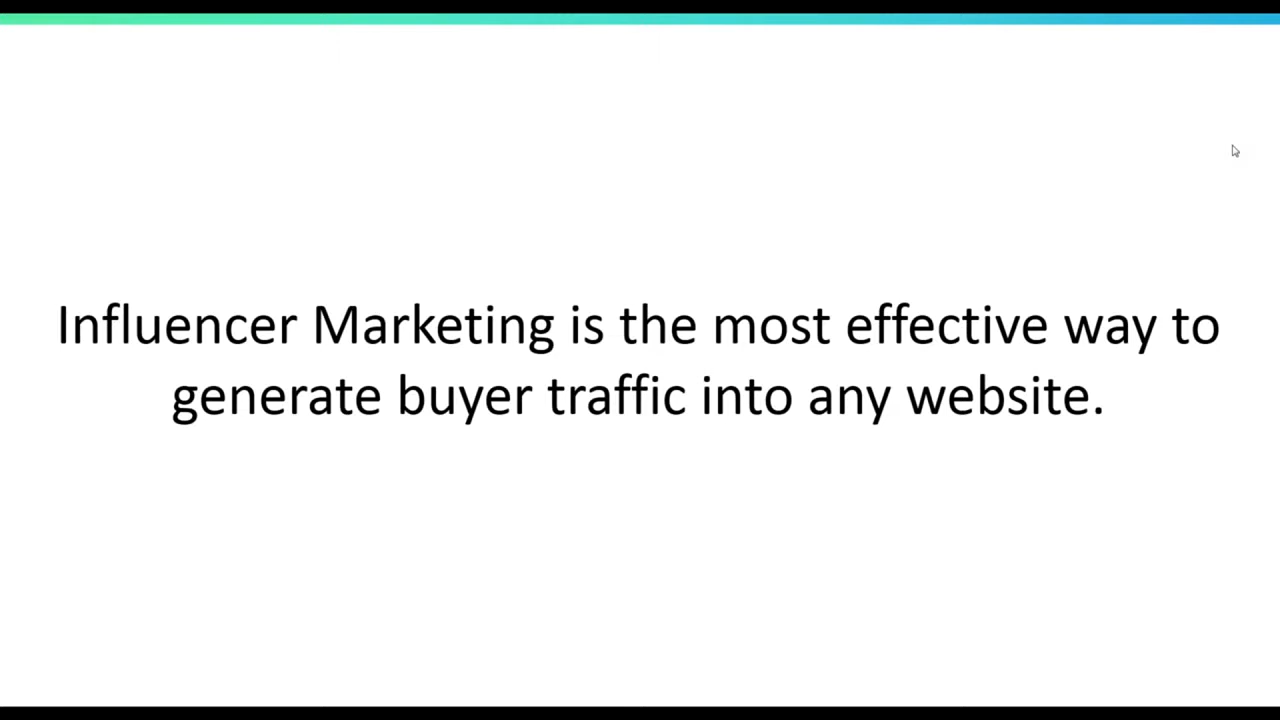 Influencer Marketing is the most effective way to
generate buyer traffic into any website.